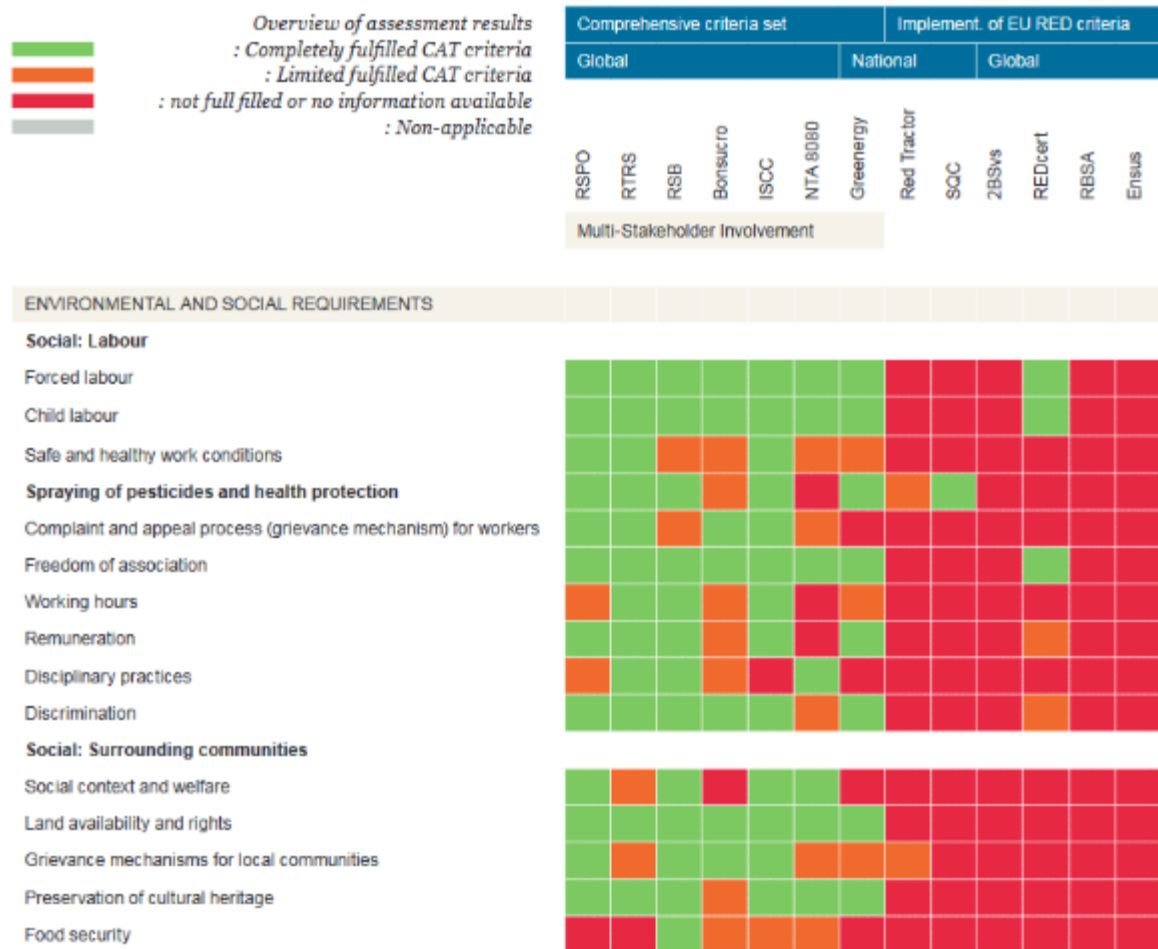 Overview of assessment results
: Completely fulfilled CAT criteria
: Limited fulfilled CAT criteria
: not full filled or no information available
: Non-applicable
Comprehensive criteria set
Implement. of EU RED criteria
Global
National
Global
RSPO
RTRS
RSB
Bonsucro
ISCC
NTA 8080
Greenergy
Red Tractor
SQC
2BSvs
REDcert
RBSA
Ensus
Multi-Stakeholder Involvement
ENVIRONMENTAL AND SOCIAL REQUIREMENTS
Social: Labour
Forced labour
Child labour
Safe and healthy work conditions
Spraying of pesticides and health protection
Complaint and appeal process (grievance mechanism) for workers
Freedom of association
Working hours
Remuneration
Disciplinary practices
Discrimination
Social: Surrounding communities
Social context and welfare
Land availability and rights
Grievance mechanisms for local communities
Preservation of cultural heritage
Food security